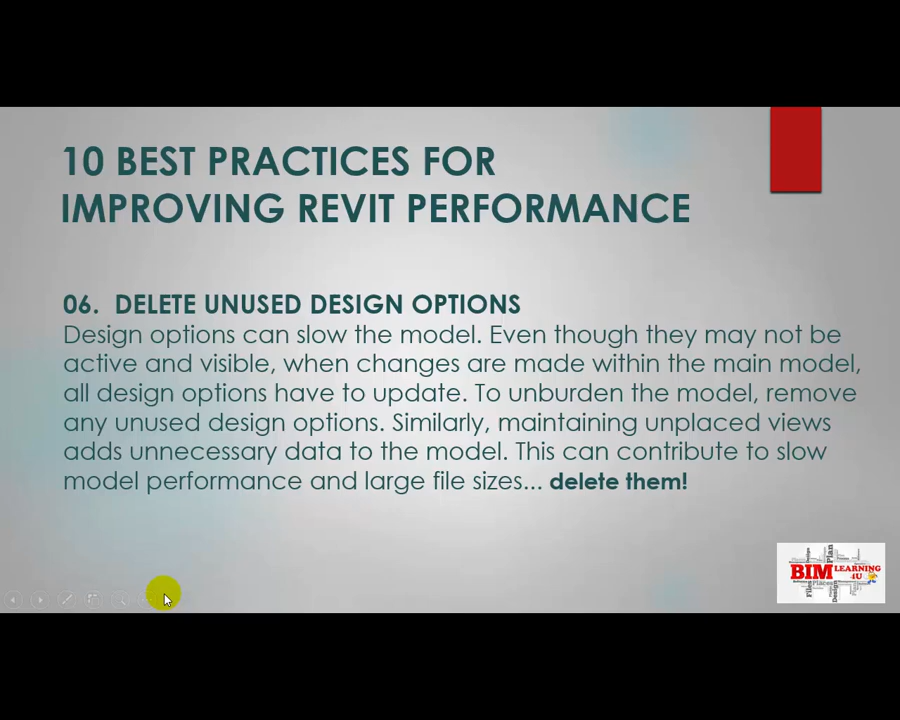 10 BEST PRACTICES FOR
IMPROVING REVIT PERFORMANCE
06. DELETE UNUSED DESIGN OPTIONS
Design options can slow the model. Even though they may not be
active and visible, when changes are made within the main model,
all design options have to update. To unburden the model, remove
any unused design options. Similarly, maintaining unplaced views
adds unnecessary data to the model. This can contribute to slow
model performance and large file sizes... delete them!
Plan
BIM LEARNING
4U
Places
Files
Design